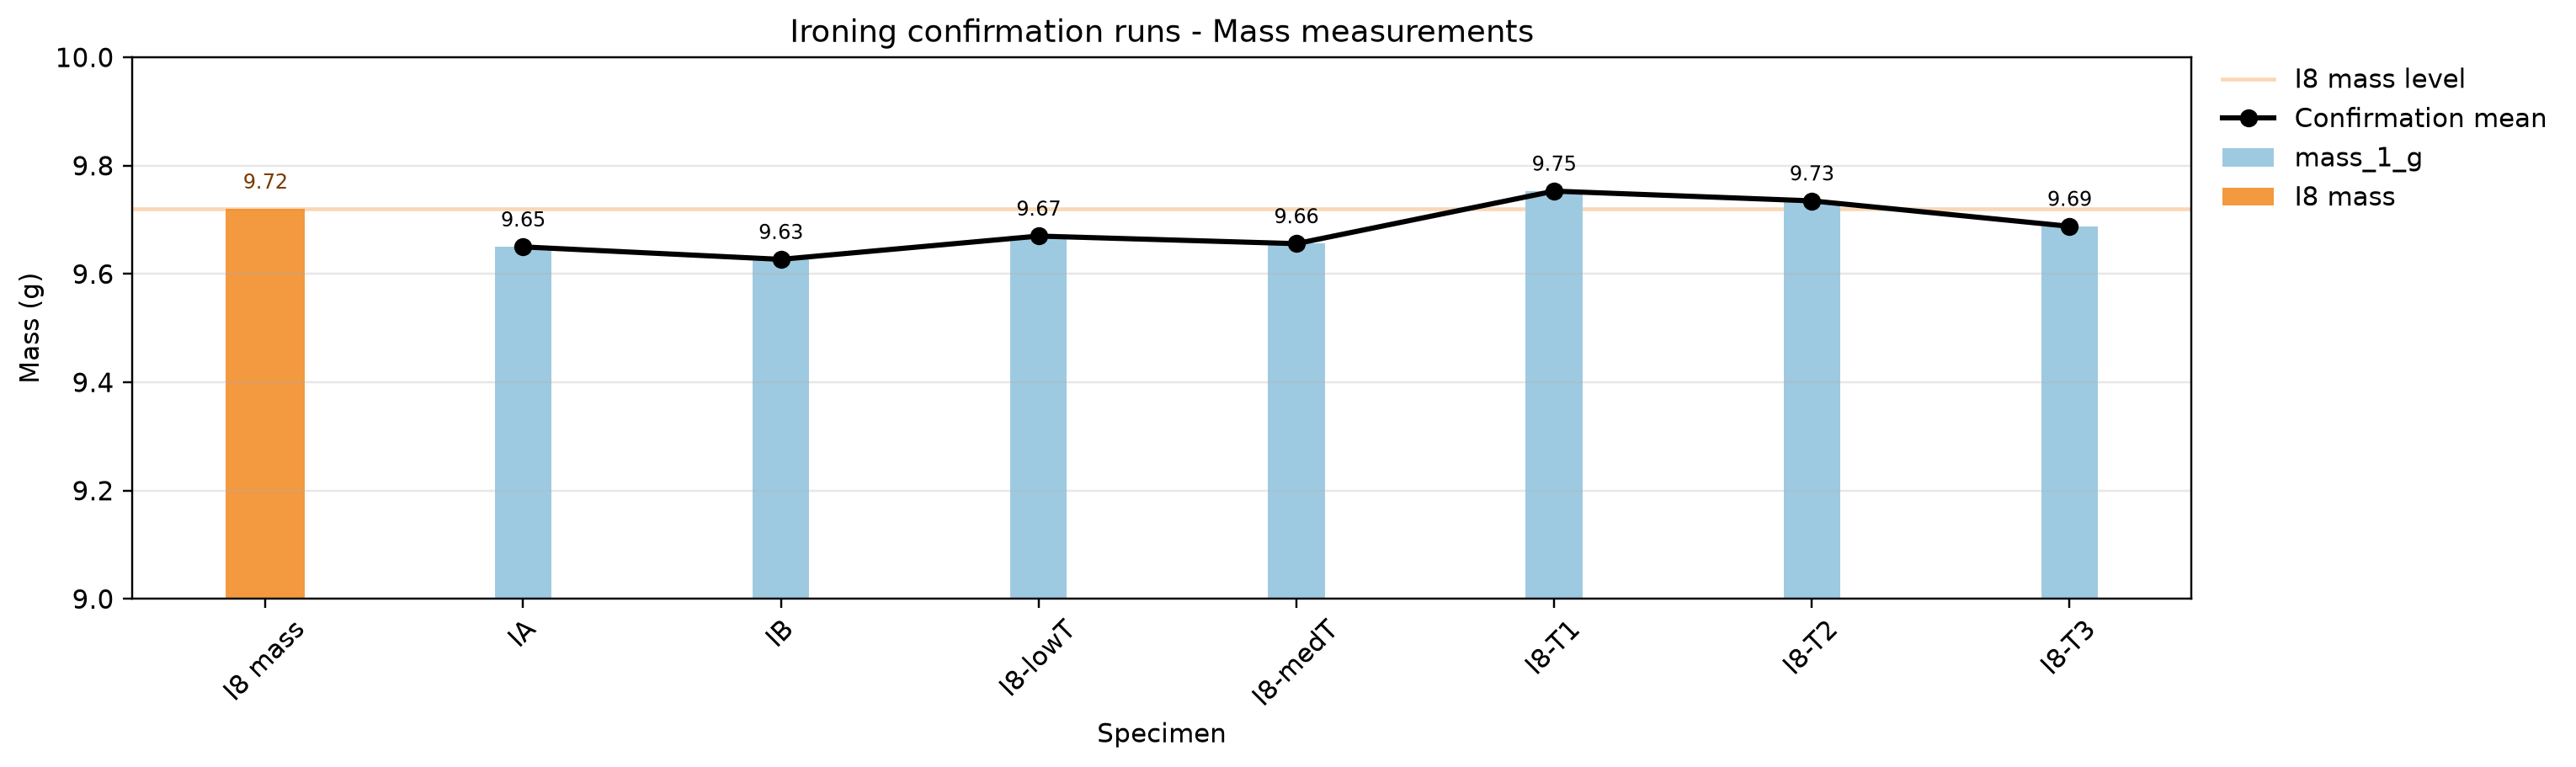 Ironing confirmation runs - Mass measurements
10.0
9.8
9.6
9.4
9.2
9.0
Mass (g)
9.72
9.65
9.63
9.67
9.66
9.75
9.73
9.69
I8 mass
IA
IB
I8-lowT
I8-medT
I8-T1
I8-T2
I8-T3
Specimen
I8 mass level
Confirmation mean
mass_1_g
I8 mass